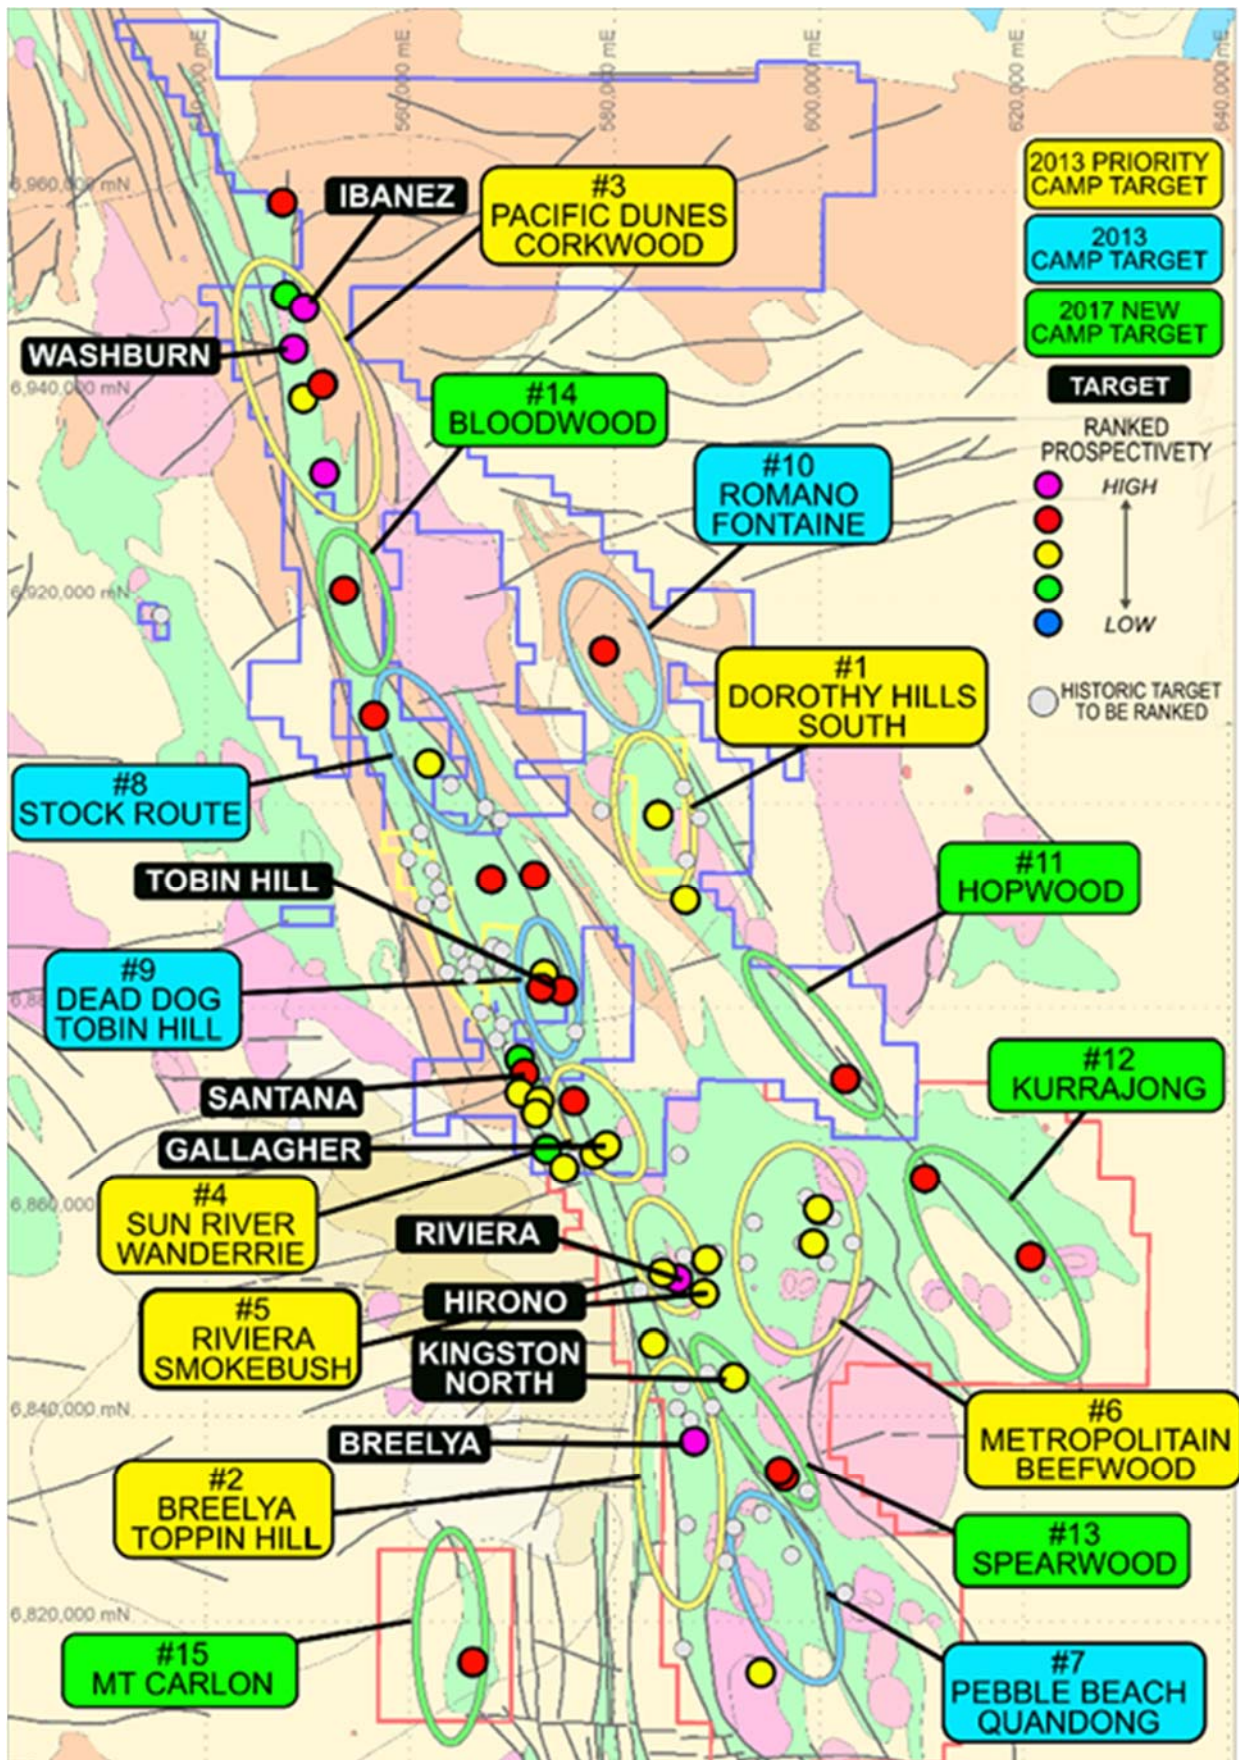 560,000 mE
580,000 mE
600,000 mE
620,000 mE
640,000 mE
2013 PRIORITY
CAMP TARGET
2013
CAMP TARGET
2017 NEW
CAMP TARGET
TARGET
RANKED
PROSPECTIVITY
HIGH
LOW
HISTORIC TARGET
TO BE RANKED
6,960,000 mN
IBANEZ
#3
PACIFIC DUNES
CORKWOOD
WASHBURN
6,940,000 mN
#14
BLOODWOOD
#10
ROMANO
FONTAINE
6,920,000 mN
#1
DOROTHY HILLS
SOUTH
#8
STOCK ROUTE
TOBIN HILL
#11
HOPWOOD
#9
DEAD DOG
TOBIN HILL
#12
KURRAJONG
SANTANA
GALLAGHER
6,860,000
#4
SUN RIVER
WANDERRIE
RIVIERA
HIRONO
#5
RIVIERA
SMOKEBUSH
KINGSTON
NORTH
6,840,000 mN
BREELYA
#6
METROPOLITAIN
BEEFWOOD
#2
BREELYA
TOPPIN HILL
#13
SPEARWOOD
6,820,000 mN
#15
MT CARLON
#7
PEBBLE BEACH
QUANDONG